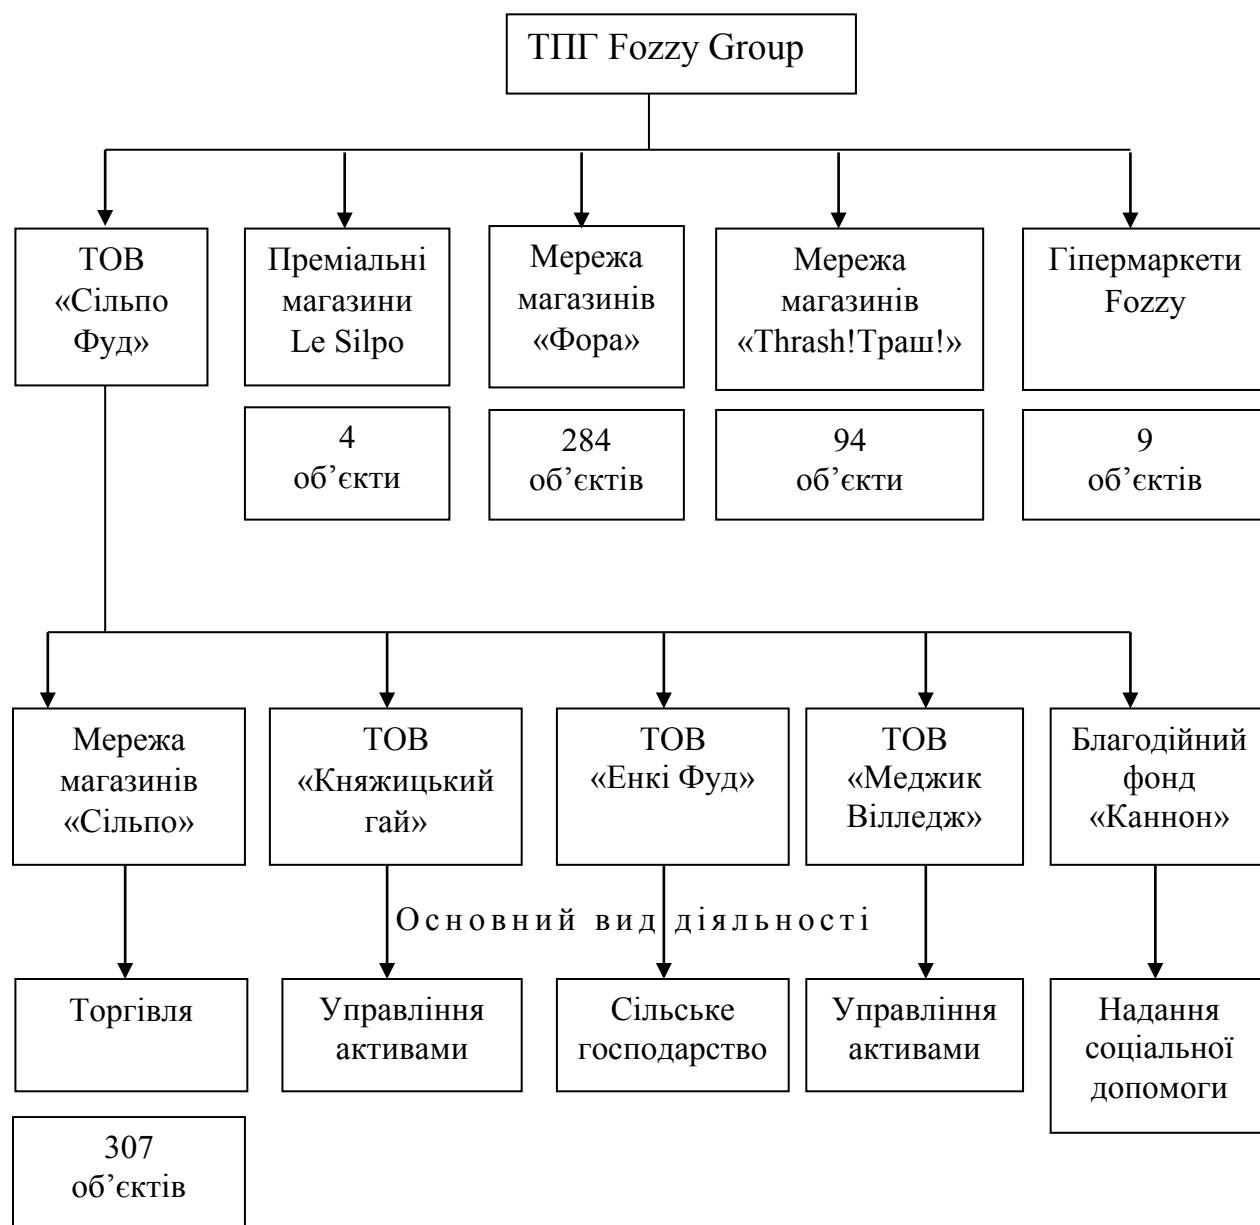 ТПГ Fozzy Group
ТОВ
«Сільпо
Фуд»
Преміальні
магазини
Le Silpo
Мережа
магазинів
«Фора»
Мережа
магазинів
«Thrash!Траш!»
Гіпермаркети
Fozzy
4
об’єкти
284
об’єктів
94
об’єкти
9
об’єктів
Мережа
магазинів
«Сільпо»
ТОВ
«Княжицький
гай»
ТОВ
«Енкі Фуд»
ТОВ
«Меджик
Вілледж»
Благодійний
фонд
«Каннон»
Основний вид діяльності
Торгівля
Управління
активами
Сільське
господарство
Управління
активами
Надання
соціальної
допомоги
307
об’єктів